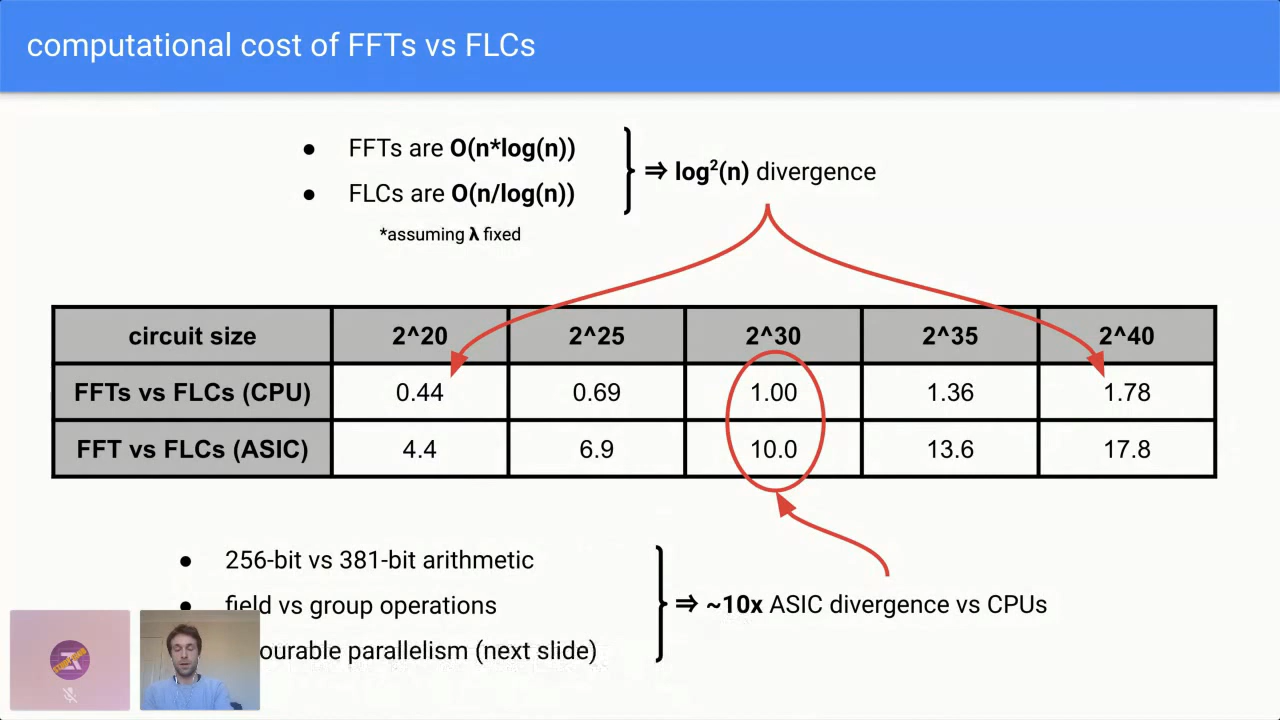 computational cost of FFTs vs FLCs
● FFTs are O(n*log(n))
● FLCs are O(n/log(n))
⇒ log²(n) divergence
*assuming λ fixed
circuit size 2^20 2^25 2^30 2^35 2^40
FFTs vs FLCs (CPU) 0.44 0.69 1.00 1.36 1.78
FFT vs FLCs (ASIC) 4.4 6.9 10.0 13.6 17.8
● 256-bit vs 381-bit arithmetic
● field vs group operations
ourable parallelism (next slide)
⇒ ~10x ASIC divergence vs CPUs